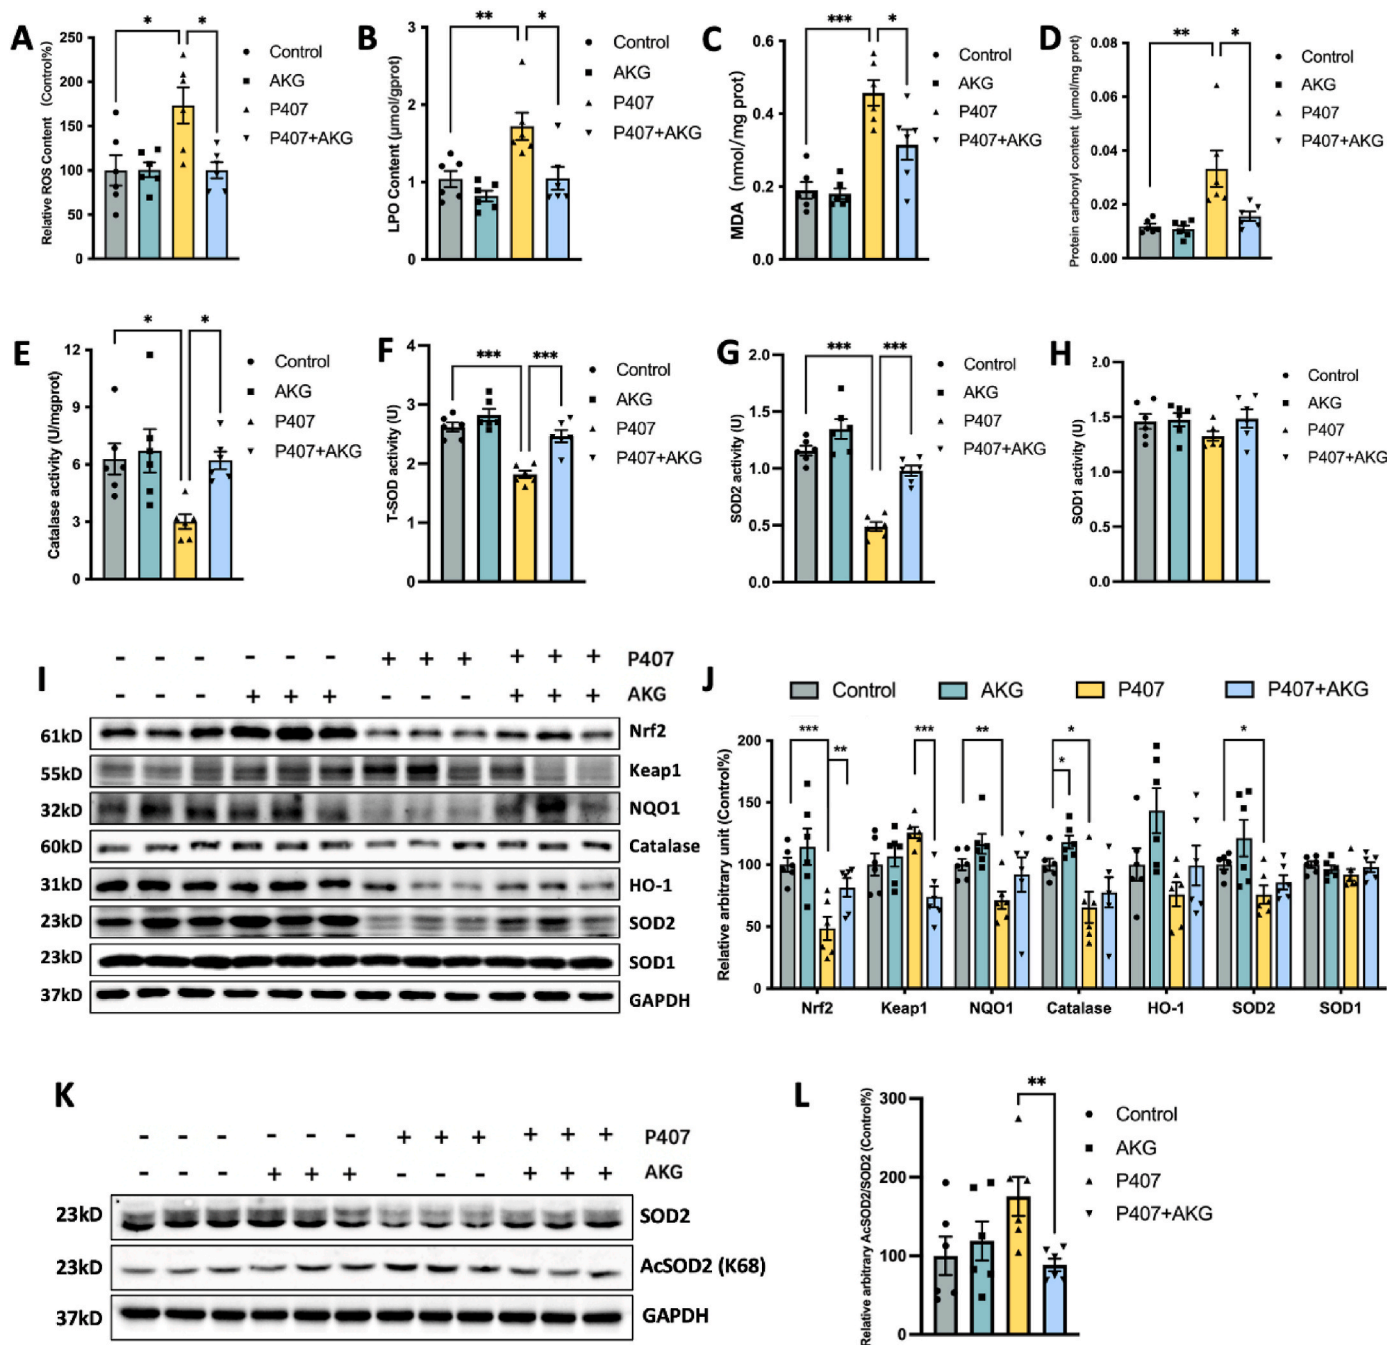 A
Relative ROS Content (Control%)
250
200
150
100
50
0
* *
Control
AKG
P407
P407+AKG
B
LPO Content (μmol/gprot)
3
2
1
0
** *
Control
AKG
P407
P407+AKG
C
MDA (nmol/mg prot)
0.6
0.4
0.2
0.0
*** *
Control
AKG
P407
P407+AKG
D
Protein carbonyl content (μmol/mg prot)
0.08
0.06
0.04
0.02
0.00
** *
Control
AKG
P407
P407+AKG
E
Catalase activity (U/mgprot)
12
9
6
3
0
* *
Control
AKG
P407
P407+AKG
F
T-SOD activity (U)
4
3
2
1
0
*** ***
Control
AKG
P407
P407+AKG
G
SOD2 activity (U)
2.0
1.5
1.0
0.5
0.0
*** ***
Control
AKG
P407
P407+AKG
H
SOD1 activity (U)
2.0
1.5
1.0
0.5
0.0
Control
AKG
P407
P407+AKG
I
- - - - - - + + + + + + P407
- - - + + + - - - + + + AKG
61kD Nrf2
55kD Keap1
32kD NQO1
60kD Catalase
31kD HO-1
23kD SOD2
23kD SOD1
37kD GAPDH
J
Control AKG P407 P407+AKG
Relative arbitrary unit (Control%)
200
150
100
50
0
*** ** *** ** * * *
Nrf2 Keap1 NQO1 Catalase HO-1 SOD2 SOD1
K
- - - - - - + + + + + + P407
- - - + + + - - - + + + AKG
23kD SOD2
23kD AcSOD2 (K68)
37kD GAPDH
L
Relative arbitrary AcSOD2/SOD2 (Control%)
300
200
100
0
**
Control
AKG
P407
P407+AKG